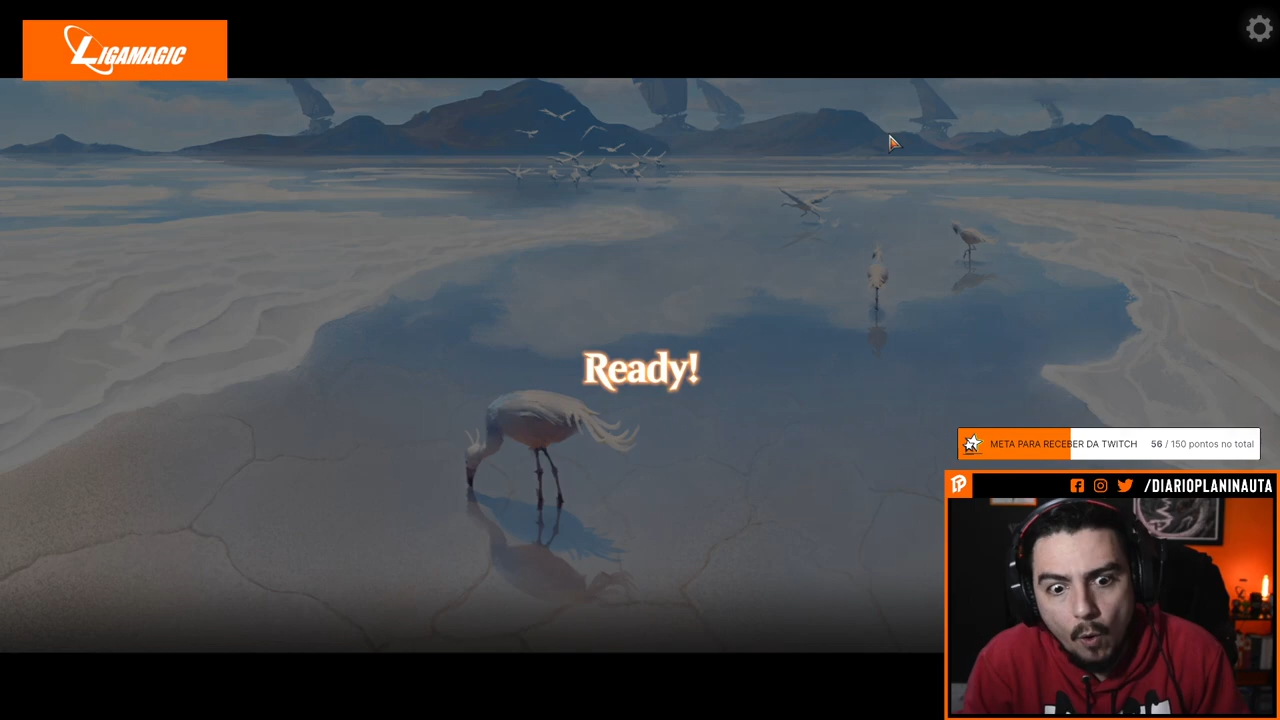 LIGAMAGIC
Ready!
META PARA RECEBER DA TWITCH 56 / 150 pontos no total
/DIARIOPLANINAUTA